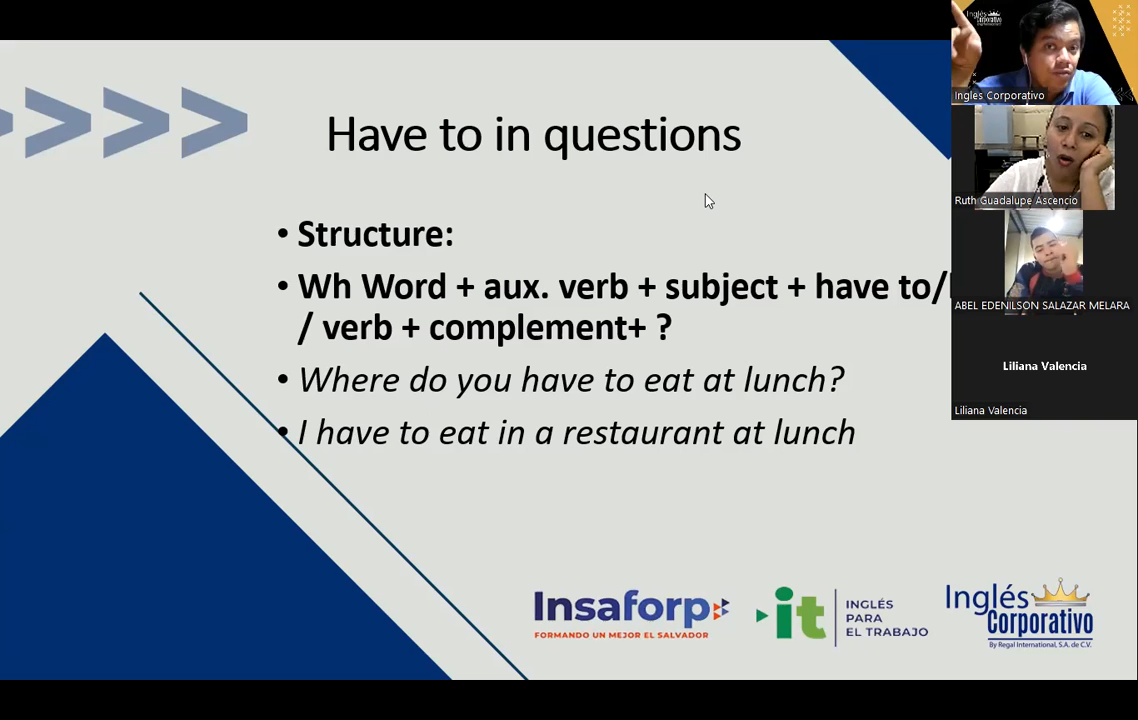 Have to in questions
• Structure:
• Wh Word + aux. verb + subject + have to/
/ verb + complement+ ?
• Where do you have to eat at lunch?
• I have to eat in a restaurant at lunch
Insaforp
FORMANDO UN MEJOR EL SALVADOR
it
INGLÉS
PARA
EL TRABAJO
Inglés
Corporativo
By Regal International, S.A. de C.V.
Inglés
Corporativo
Ingles Corporativo
Ruth Guadalupe Ascencio
ABEL EDENILSON SALAZAR MELARA
Liliana Valencia
Liliana Valencia